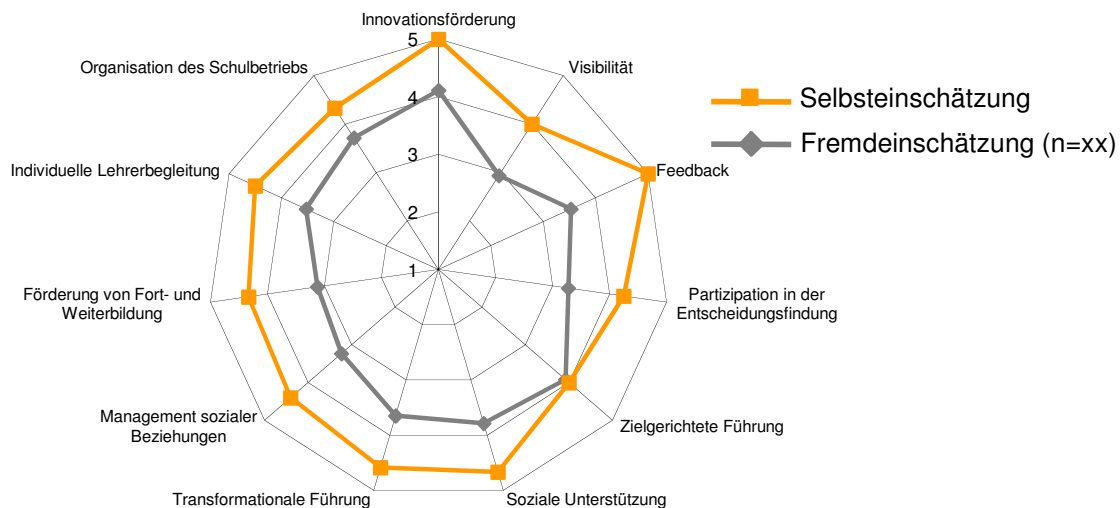 Innovationsförderung
Visibilität
Feedback
Partizipation in der
Entscheidungsfindung
Zielgerichtete Führung
Soziale Unterstützung
Transformationale Führung
Management sozialer
Beziehungen
Förderung von Fort- und
Weiterbildung
Individuelle Lehrerbegleitung
Organisation des Schulbetriebs
5
4
3
2
1
Selbsteinschätzung
Fremdeinschätzung (n=xx)